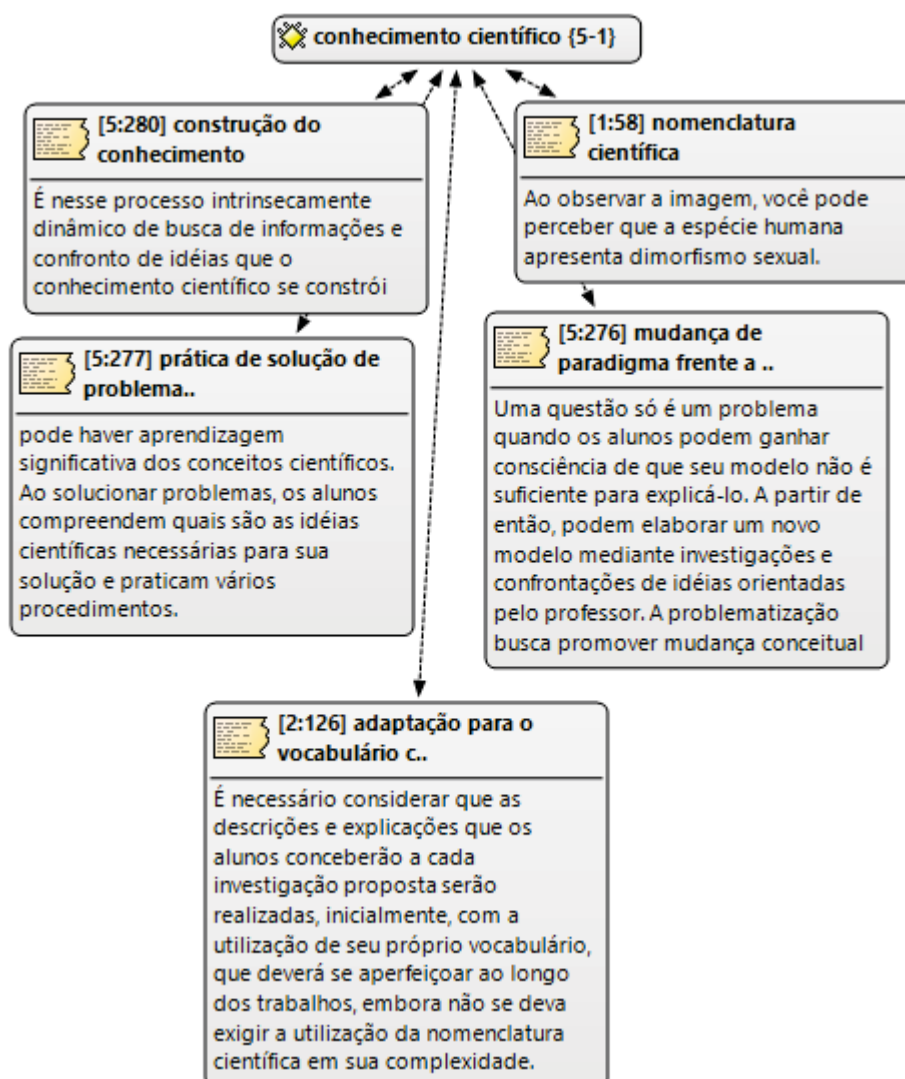 conhecimento científico {5-1}
[5:280] construção do
conhecimento
É nesse processo intrinsecamente
dinâmico de busca de informações e
confronto de idéias que o
conhecimento científico se constrói
[1:58] nomenclatura
científica
Ao observar a imagem, você pode
perceber que a espécie humana
apresenta dimorfismo sexual.
[5:277] prática de solução de
problema..
pode haver aprendizagem
significativa dos conceitos científicos.
Ao solucionar problemas, os alunos
compreendem quais são as idéias
científicas necessárias para sua
solução e praticam vários
procedimentos.
[5:276] mudança de
paradigma frente a ..
Uma questão só é um problema
quando os alunos podem ganhar
consciência de que seu modelo não é
suficiente para explicá-lo. A partir de
então, podem elaborar um novo
modelo mediante investigações e
confrontações de idéias orientadas
pelo professor. A problematização
busca promover mudança conceitual
[2:126] adaptação para o
vocabulário c..
É necessário considerar que as
descrições e explicações que os
alunos conceberão a cada
investigação proposta serão
realizadas, inicialmente, com a
utilização de seu próprio vocabulário,
que deverá se aperfeiçoar ao longo
dos trabalhos, embora não se deva
exigir a utilização da nomenclatura
científica em sua complexidade.